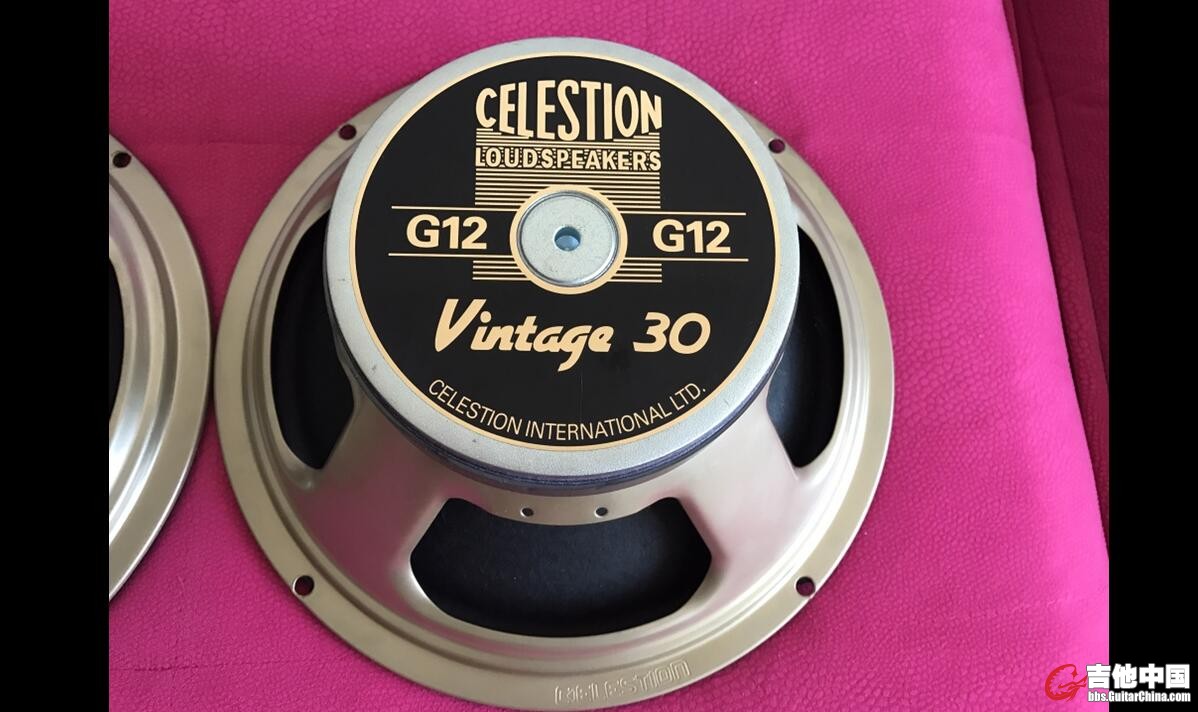 CELESTION
LOUDSPEAKERS
G12 G12
Vintage 30
CELESTION INTERNATIONAL LTD.
CELESTION
吉他中国
bbs.GuitarChina.com